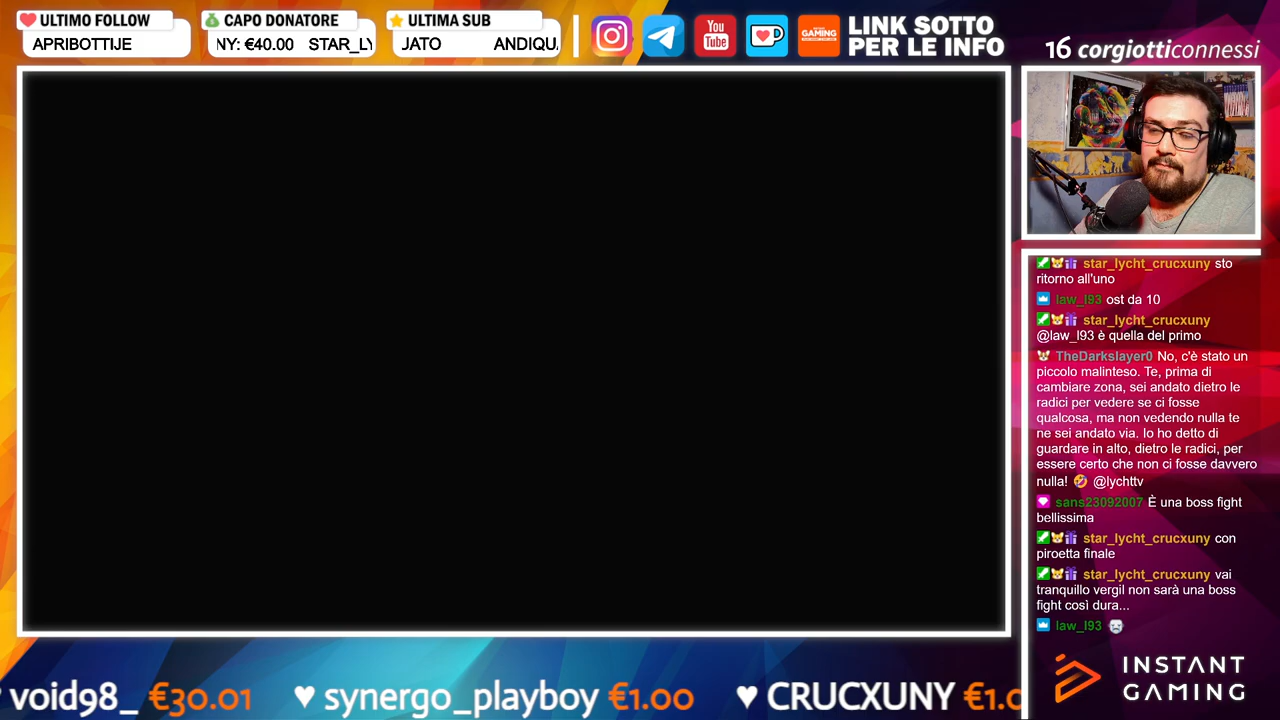 ULTIMO FOLLOW
APRIBOTTIJE
CAPO DONATORE
NY: €40.00 STAR_LY
ULTIMA SUB
JATO ANDIQU
You
Tube
GAMING
LINK SOTTO
PER LE INFO
16 corgiotticonnessi
star_lycht_crucxuny sto
ritorno all'uno
law_l93 ost da 10
star_lycht_crucxuny
@law_l93 è quella del primo
TheDarkslayer0 No, c'è stato un
piccolo malinteso. Te, prima di
cambiare zona, sei andato dietro le
radici per vedere se ci fosse
qualcosa, ma non vedendo nulla te
ne sei andato via. Io ho detto di
guardare in alto, dietro le radici, per
essere certo che non ci fosse davvero
nulla! 🤣 @lychttv
sans23092007 È una boss fight
bellissima
star_lycht_crucxuny con
piroetta finale
star_lycht_crucxuny vai
tranquillo vergil non sarà una boss
fight così dura...
law_l93
INSTANT
GAMING
void98_ €30.01 ♥ synergo_playboy €1.00 ♥ CRUCXUNY €1.0